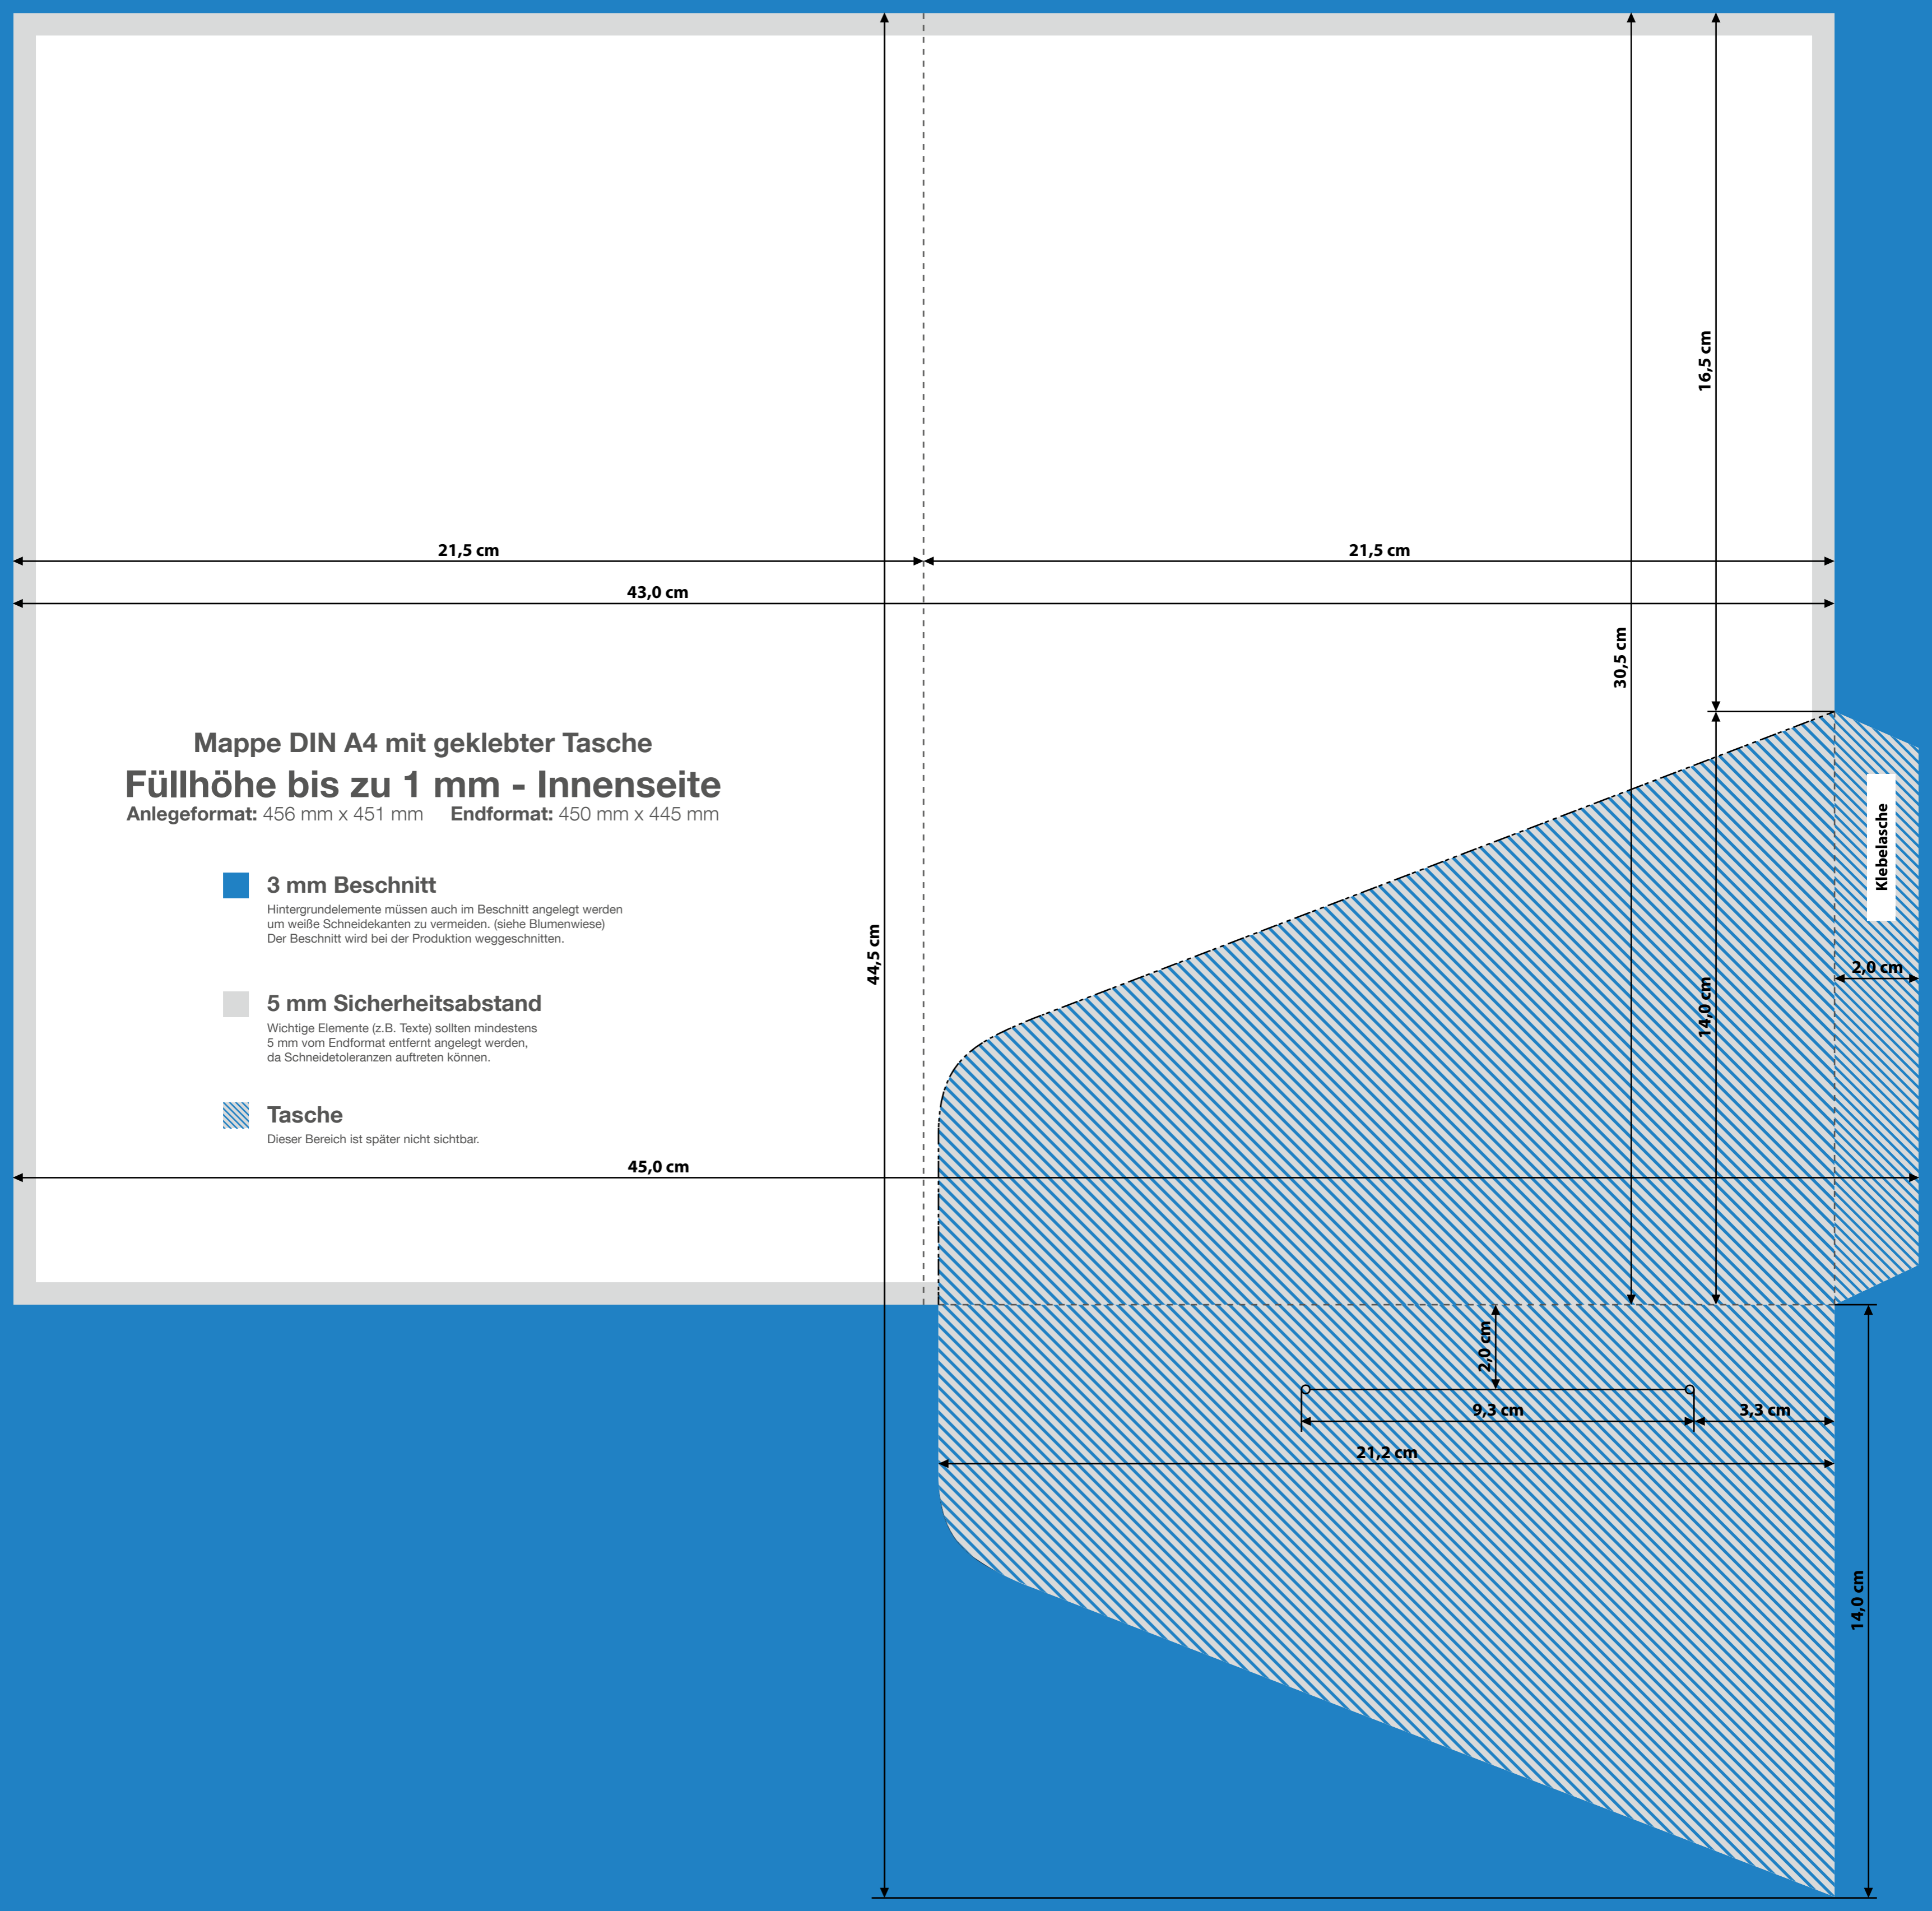 16,5 cm
21,5 cm
21,5 cm
43,0 cm
30,5 cm
Mappe DIN A4 mit geklebter Tasche
Füllhöhe bis zu 1 mm - Innenseite
Anlegeformat: 456 mm x 451 mm Endformat: 450 mm x 445 mm
Klebelasche
3 mm Beschnitt
Hintergrundelemente müssen auch im Beschnitt angelegt werden
um weiße Schneidekanten zu vermeiden. (siehe Blumenwiese)
Der Beschnitt wird bei der Produktion weggeschnitten.
44,5 cm
2,0 cm
14,0 cm
5 mm Sicherheitsabstand
Wichtige Elemente (z.B. Texte) sollten mindestens
5 mm vom Endformat entfernt angelegt werden,
da Schneidetoleranzen auftreten können.
Tasche
Dieser Bereich ist später nicht sichtbar.
45,0 cm
2,0 cm
9,3 cm
3,3 cm
21,2 cm
14,0 cm